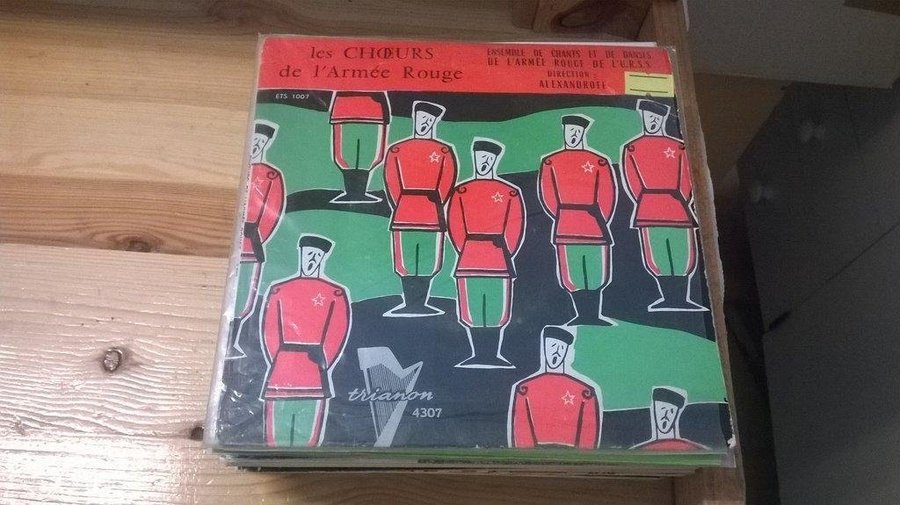 les CHŒURS
de l'Armée Rouge
ENSEMBLE DE CHANTS ET DE DANSES
DE L'ARMÉE ROUGE DE L'U.R.S.S.
DIRECTION :
ALEXANDROFF
ETS 1007
trianon
4307